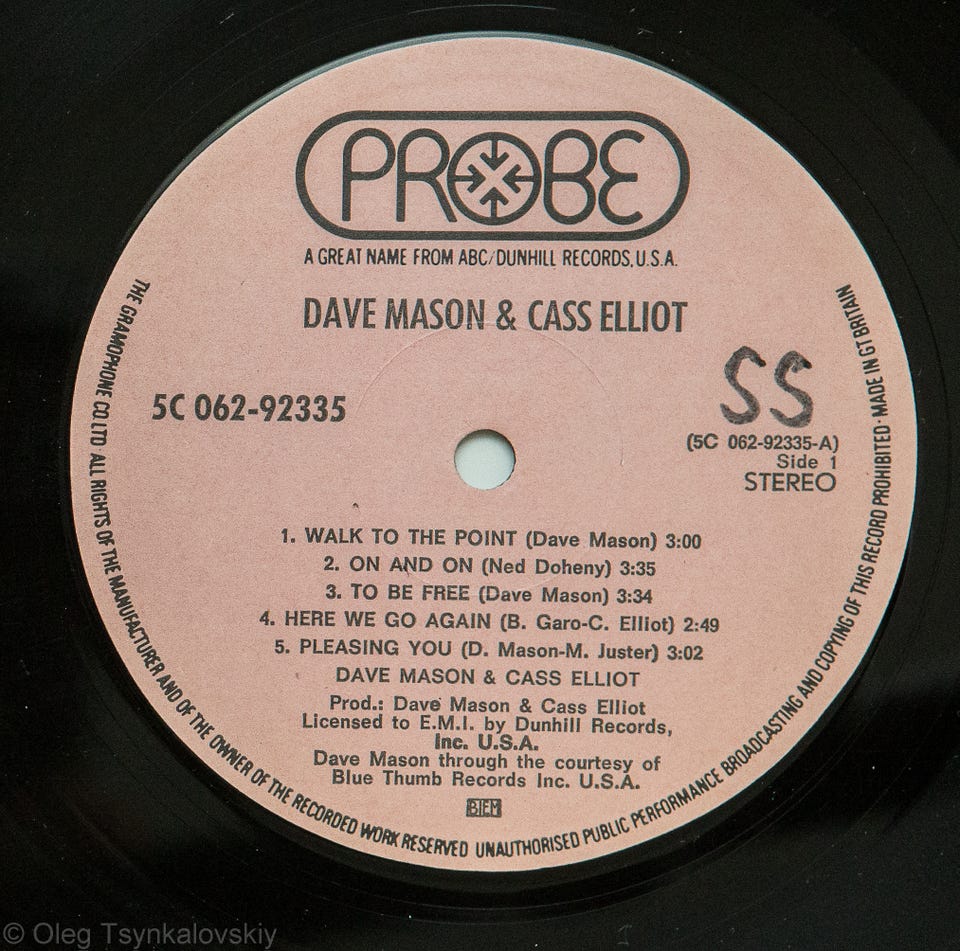 PROBE
A GREAT NAME FROM ABC/DUNHILL RECORDS, U.S.A.
DAVE MASON & CASS ELLIOT
5C 062-92335
SS
(5C 062-92335-A)
Side 1
STEREO
1. WALK TO THE POINT (Dave Mason) 3:00
2. ON AND ON (Ned Doheny) 3:35
3. TO BE FREE (Dave Mason) 3:34
4. HERE WE GO AGAIN (B. Garo-C. Elliot) 2:49
5. PLEASING YOU (D. Mason-M. Juster) 3:02
DAVE MASON & CASS ELLIOT
Prod.: Dave Mason & Cass Elliot
Licensed to E.M.I. by Dunhill Records,
Inc. U.S.A.
Dave Mason through the courtesy of
Blue Thumb Records Inc. U.S.A.
BIEM
THE GRAMOPHONE CO. LTD ALL RIGHTS OF THE MANUFACTURER AND OF THE OWNER OF THE RECORDED WORK RESERVED UNAUTHORISED PUBLIC PERFORMANCE BROADCASTING AND COPYING OF THIS RECORD PROHIBITED · MADE IN GT BRITAIN
© Oleg Tsynkalovskiy